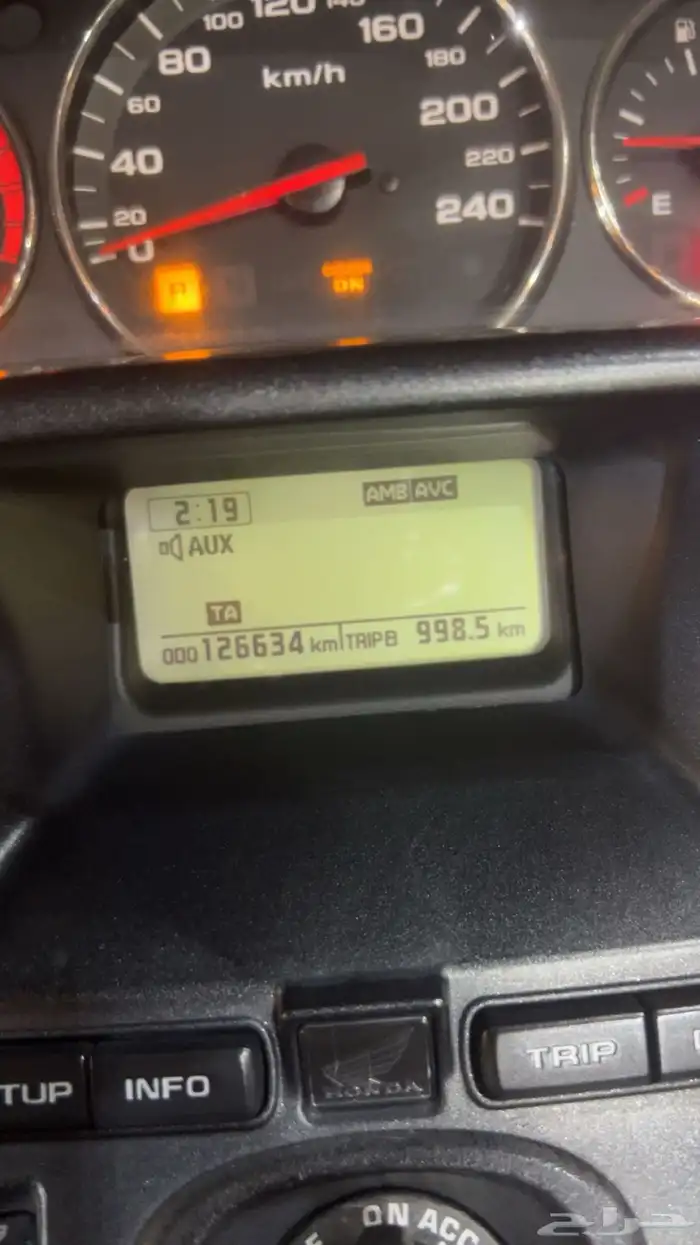 100 120 140
80 160
km/h 180
60
200
40 220
20 240
0 E
P
ON
2:19 AMB AVC
AUX
TA
000126634 km TRIP B 998.5 km
TUP INFO HONDA TRIP
ON ACC
حراج